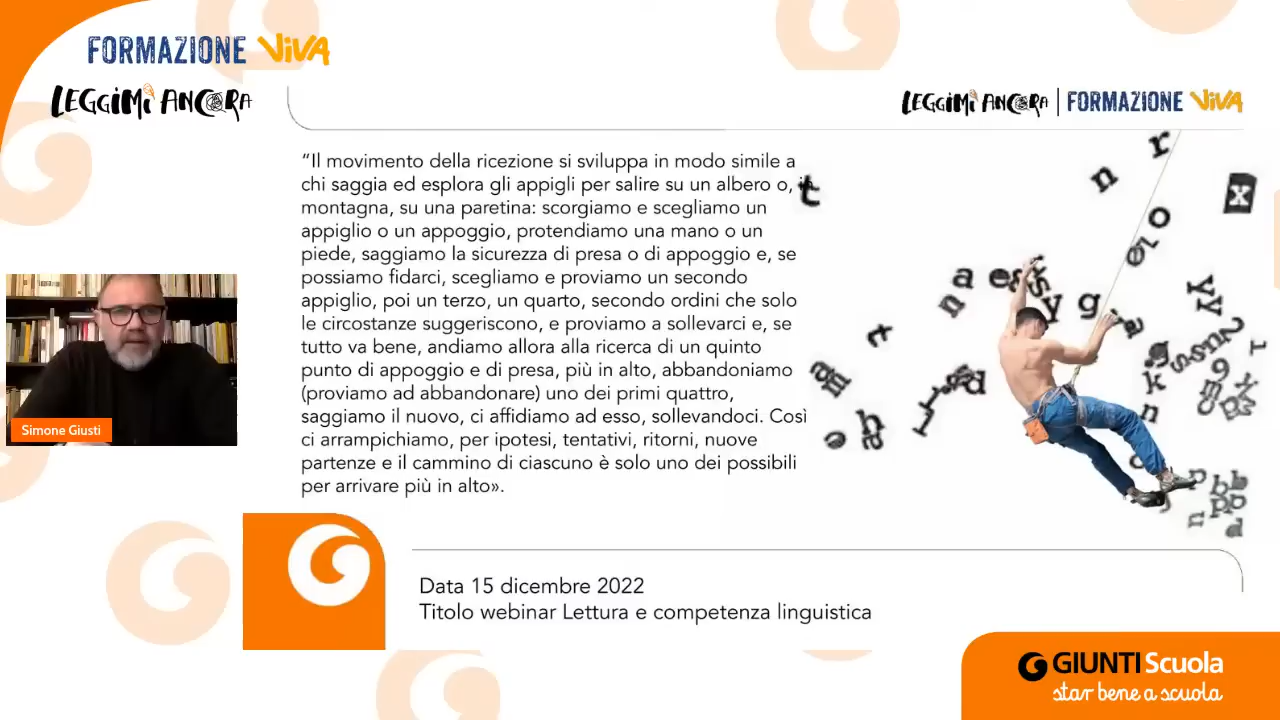 FORMAZIONE VIVA
LEGGIMI ANCORA
LEGGIMI ANCORA | FORMAZIONE VIVA
“Il movimento della ricezione si sviluppa in modo simile a
chi saggia ed esplora gli appigli per salire su un albero o, in
montagna, su una paretina: scorgiamo e scegliamo un
appiglio o un appoggio, protendiamo una mano o un
piede, saggiamo la sicurezza di presa o di appoggio e, se
possiamo fidarci, scegliamo e proviamo un secondo
appiglio, poi un terzo, un quarto, secondo ordini che solo
le circostanze suggeriscono, e proviamo a sollevarci e, se
tutto va bene, andiamo allora alla ricerca di un quinto
punto di appoggio e di presa, più in alto, abbandoniamo
(proviamo ad abbandonare) uno dei primi quattro,
saggiamo il nuovo, ci affidiamo ad esso, sollevandoci. Così
ci arrampichiamo, per ipotesi, tentativi, ritorni, nuove
partenze e il cammino di ciascuno è solo uno dei possibili
per arrivare più in alto».
Simone Giusti
Data 15 dicembre 2022
Titolo webinar Lettura e competenza linguistica
GIUNTI Scuola
star bene a scuola